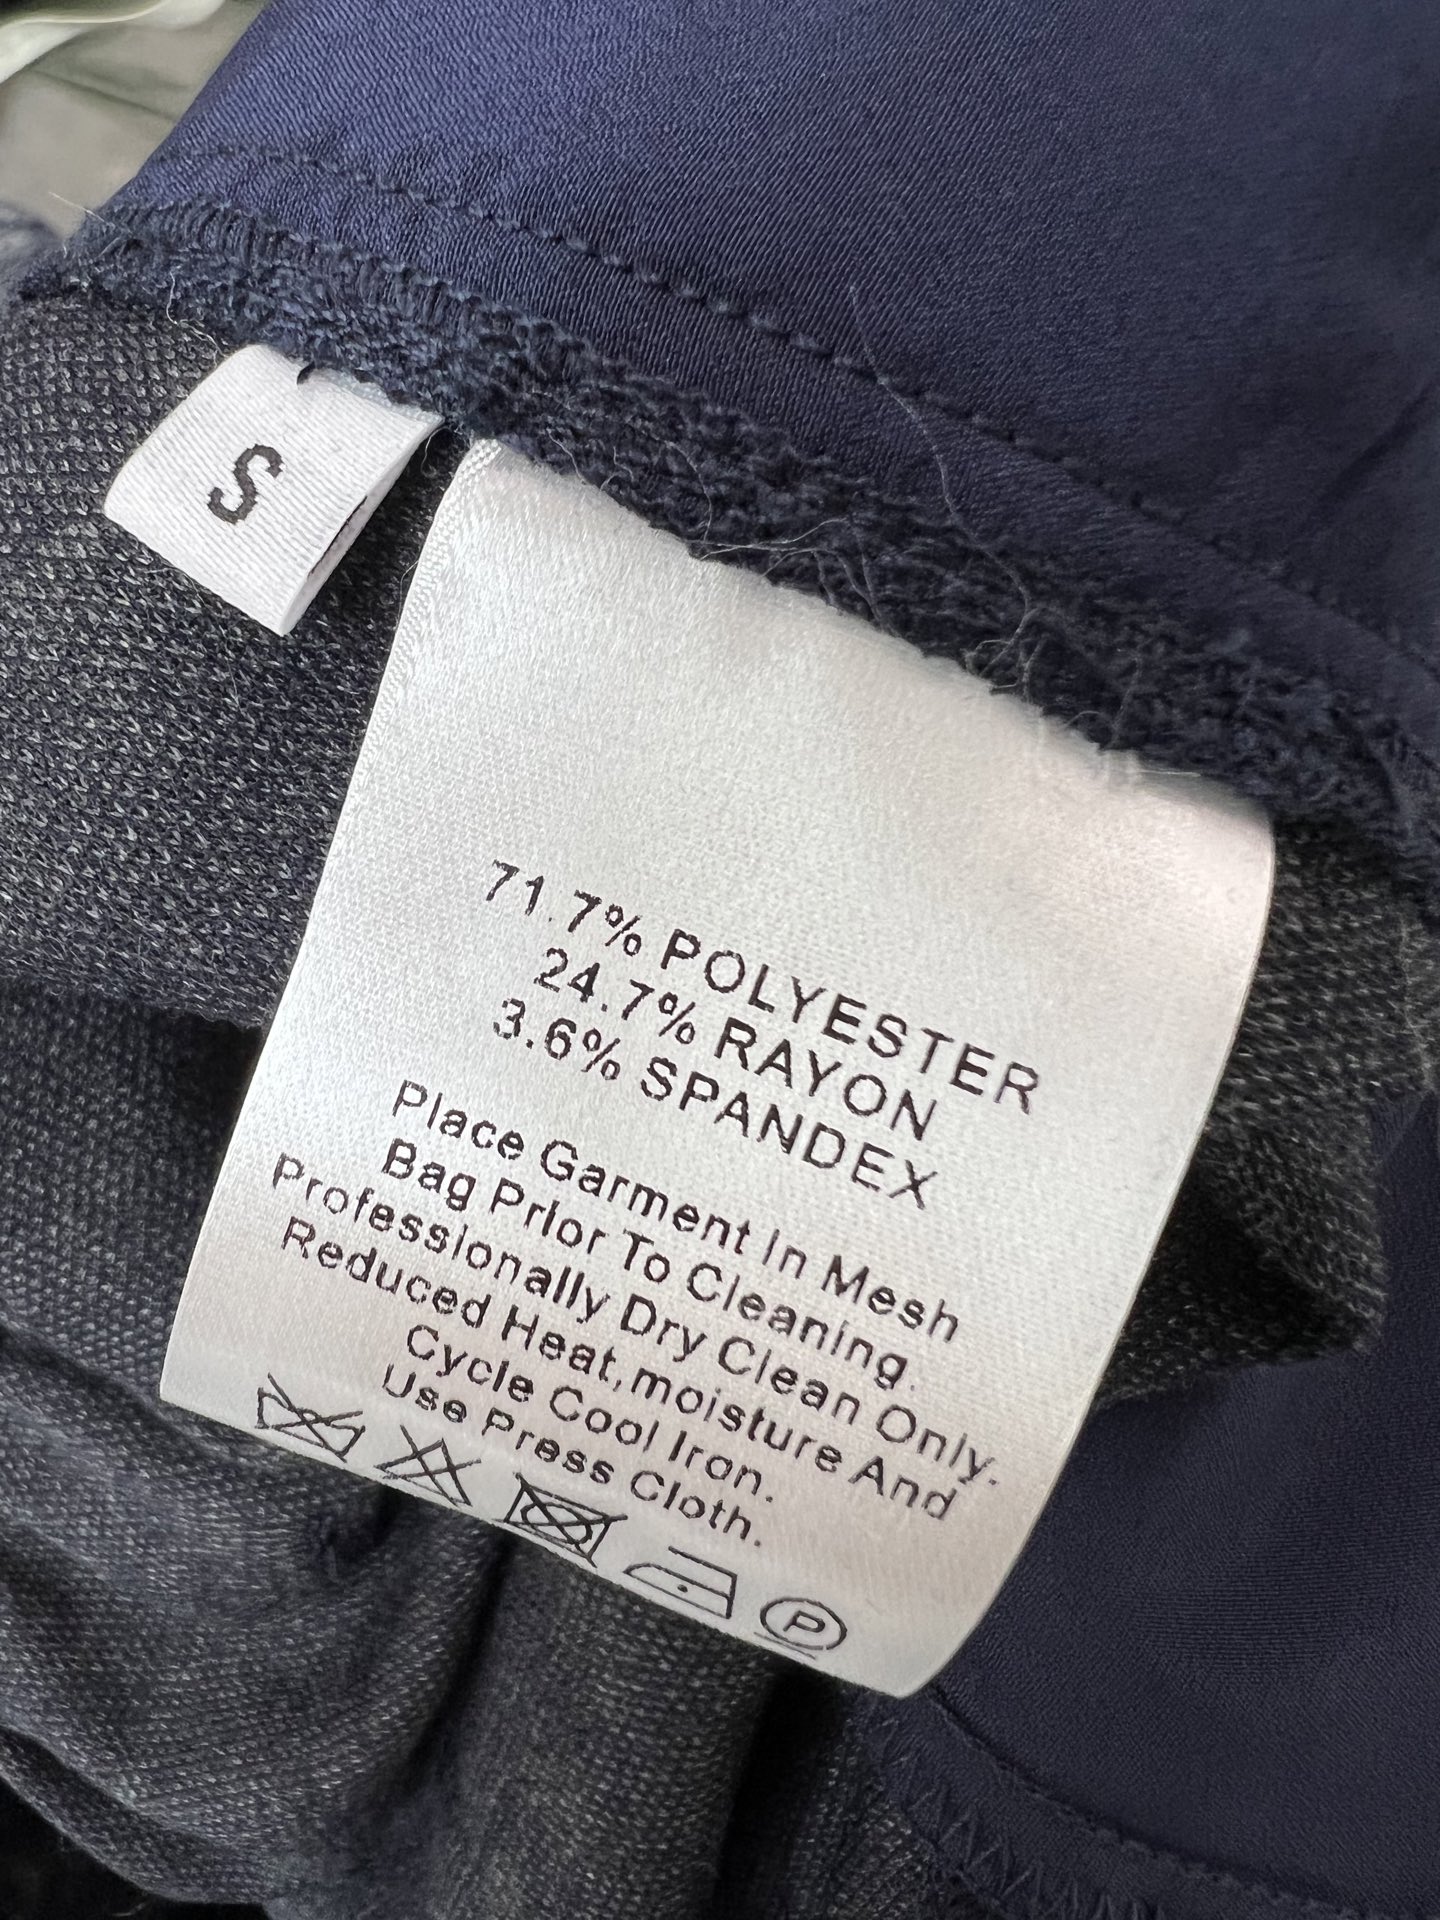 S
71.7% POLYESTER
24.7% RAYON
3.6% SPANDEX
Place Garment In Mesh
Bag Prior To Cleaning.
Professionally Dry Clean Only.
Reduced Heat,moisture And
Cycle Cool Iron.
Use Press Cloth.
P